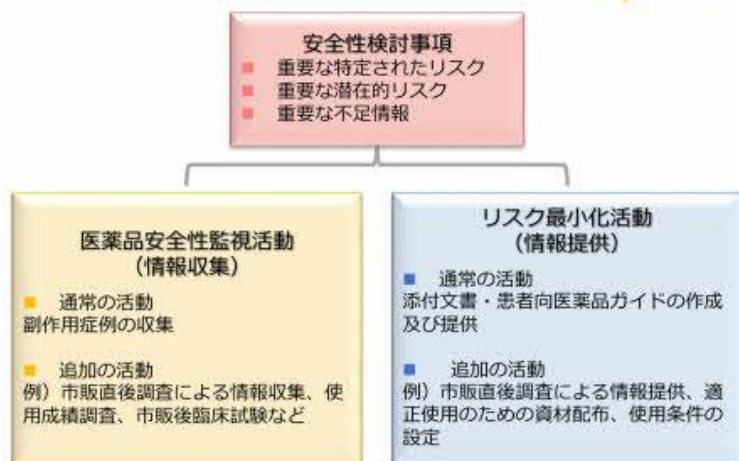 安全性検討事項
■ 重要な特定されたリスク
■ 重要な潜在的リスク
■ 重要な不足情報
医薬品安全性監視活動
(情報収集)
■ 通常の活動
副作用症例の収集
■ 追加の活動
例）市販直後調査による情報収集、使
用成績調査、市販後臨床試験など
リスク最小化活動
(情報提供)
■ 通常の活動
添付文書・患者向医薬品ガイドの作成
及び提供
■ 追加の活動
例）市販直後調査による情報提供、適
正使用のための資材配布、使用条件の
設定